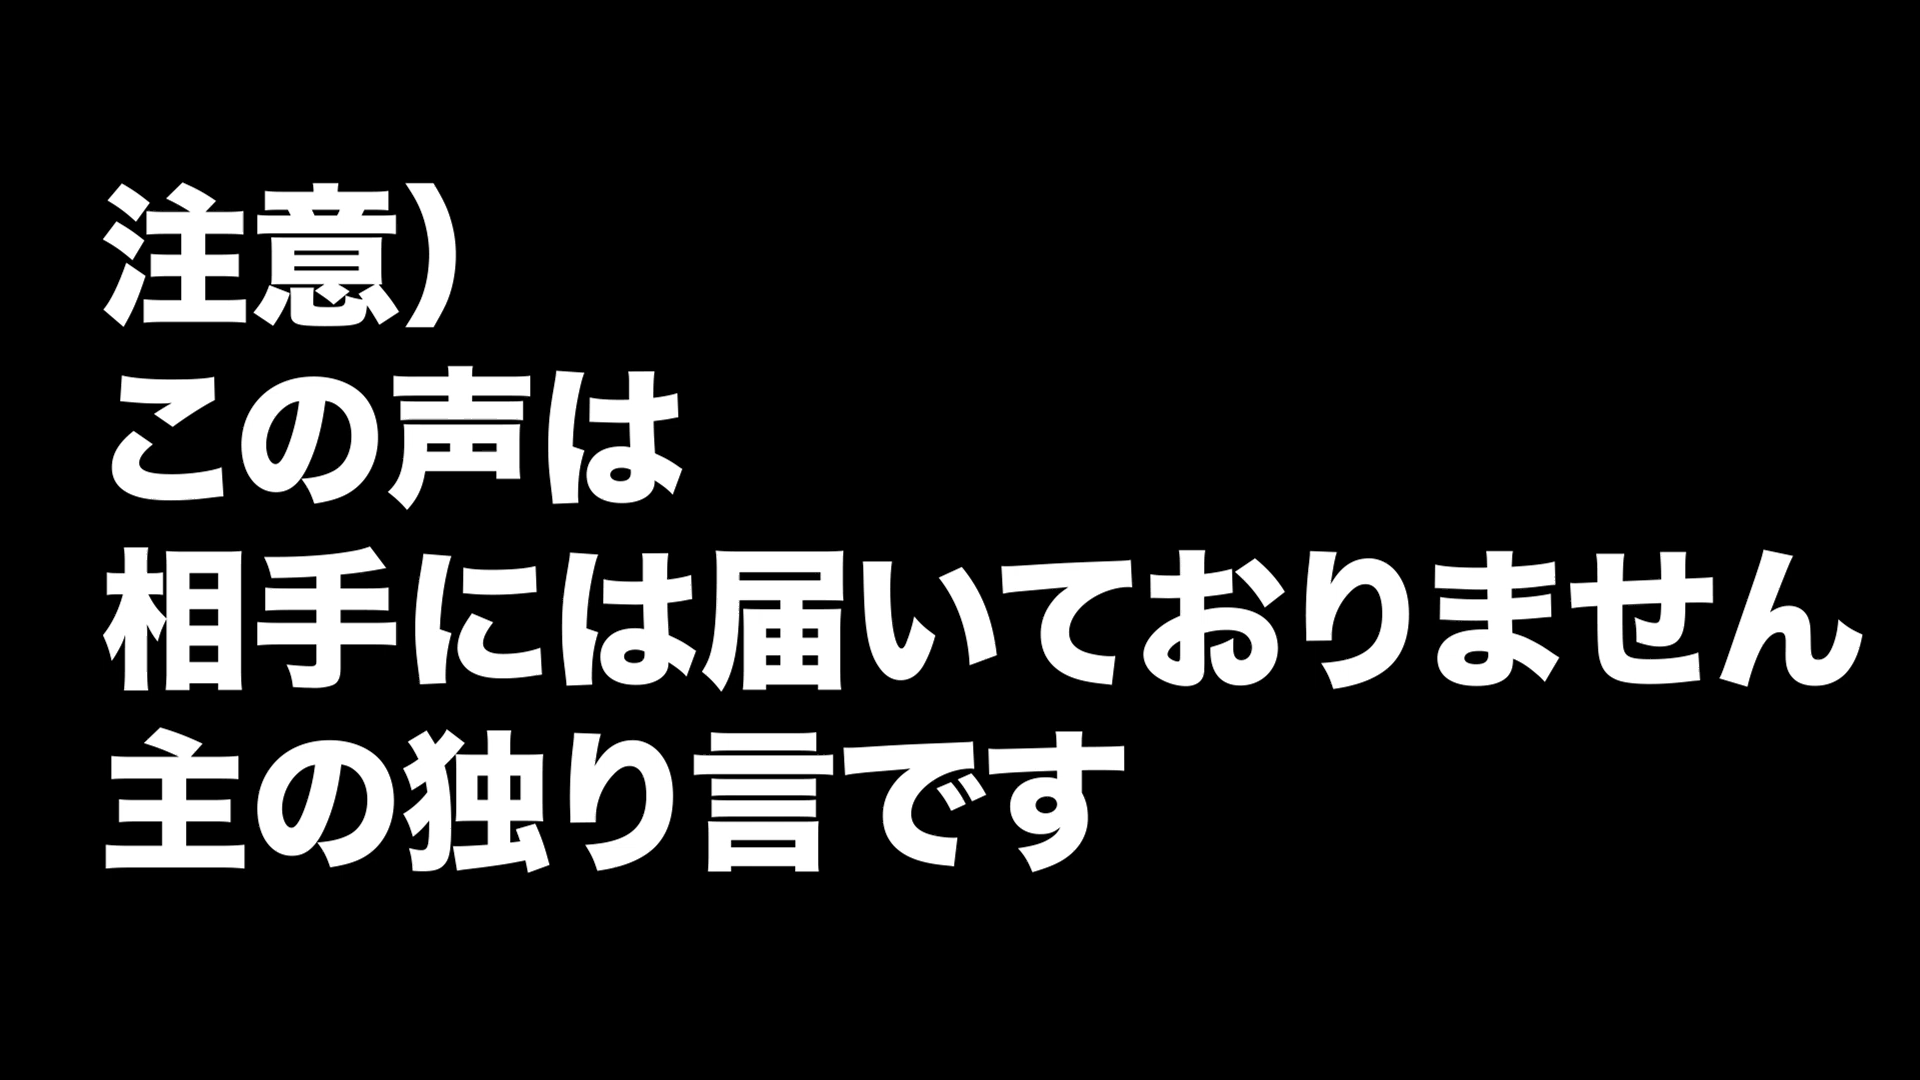 注意）
この声は
相手には届いておりません
主の独り言です